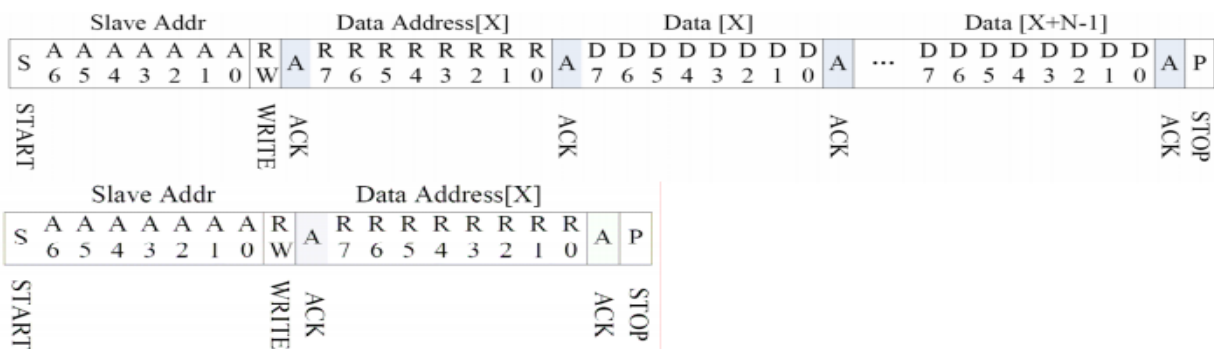 Slave Addr Data Address[X] Data [X] Data [X+N-1]
S A A A A A A A R A R R R R R R R R A D D D D D D D D A ... D D D D D D D D A P
6 5 4 3 2 1 0 W 7 6 5 4 3 2 1 0 7 6 5 4 3 2 1 0 7 6 5 4 3 2 1 0
START WRITE ACK ACK ACK ACK STOP
Slave Addr Data Address[X]
S A A A A A A A R A R R R R R R R R A P
6 5 4 3 2 1 0 W 7 6 5 4 3 2 1 0
START WRITE ACK ACK STOP